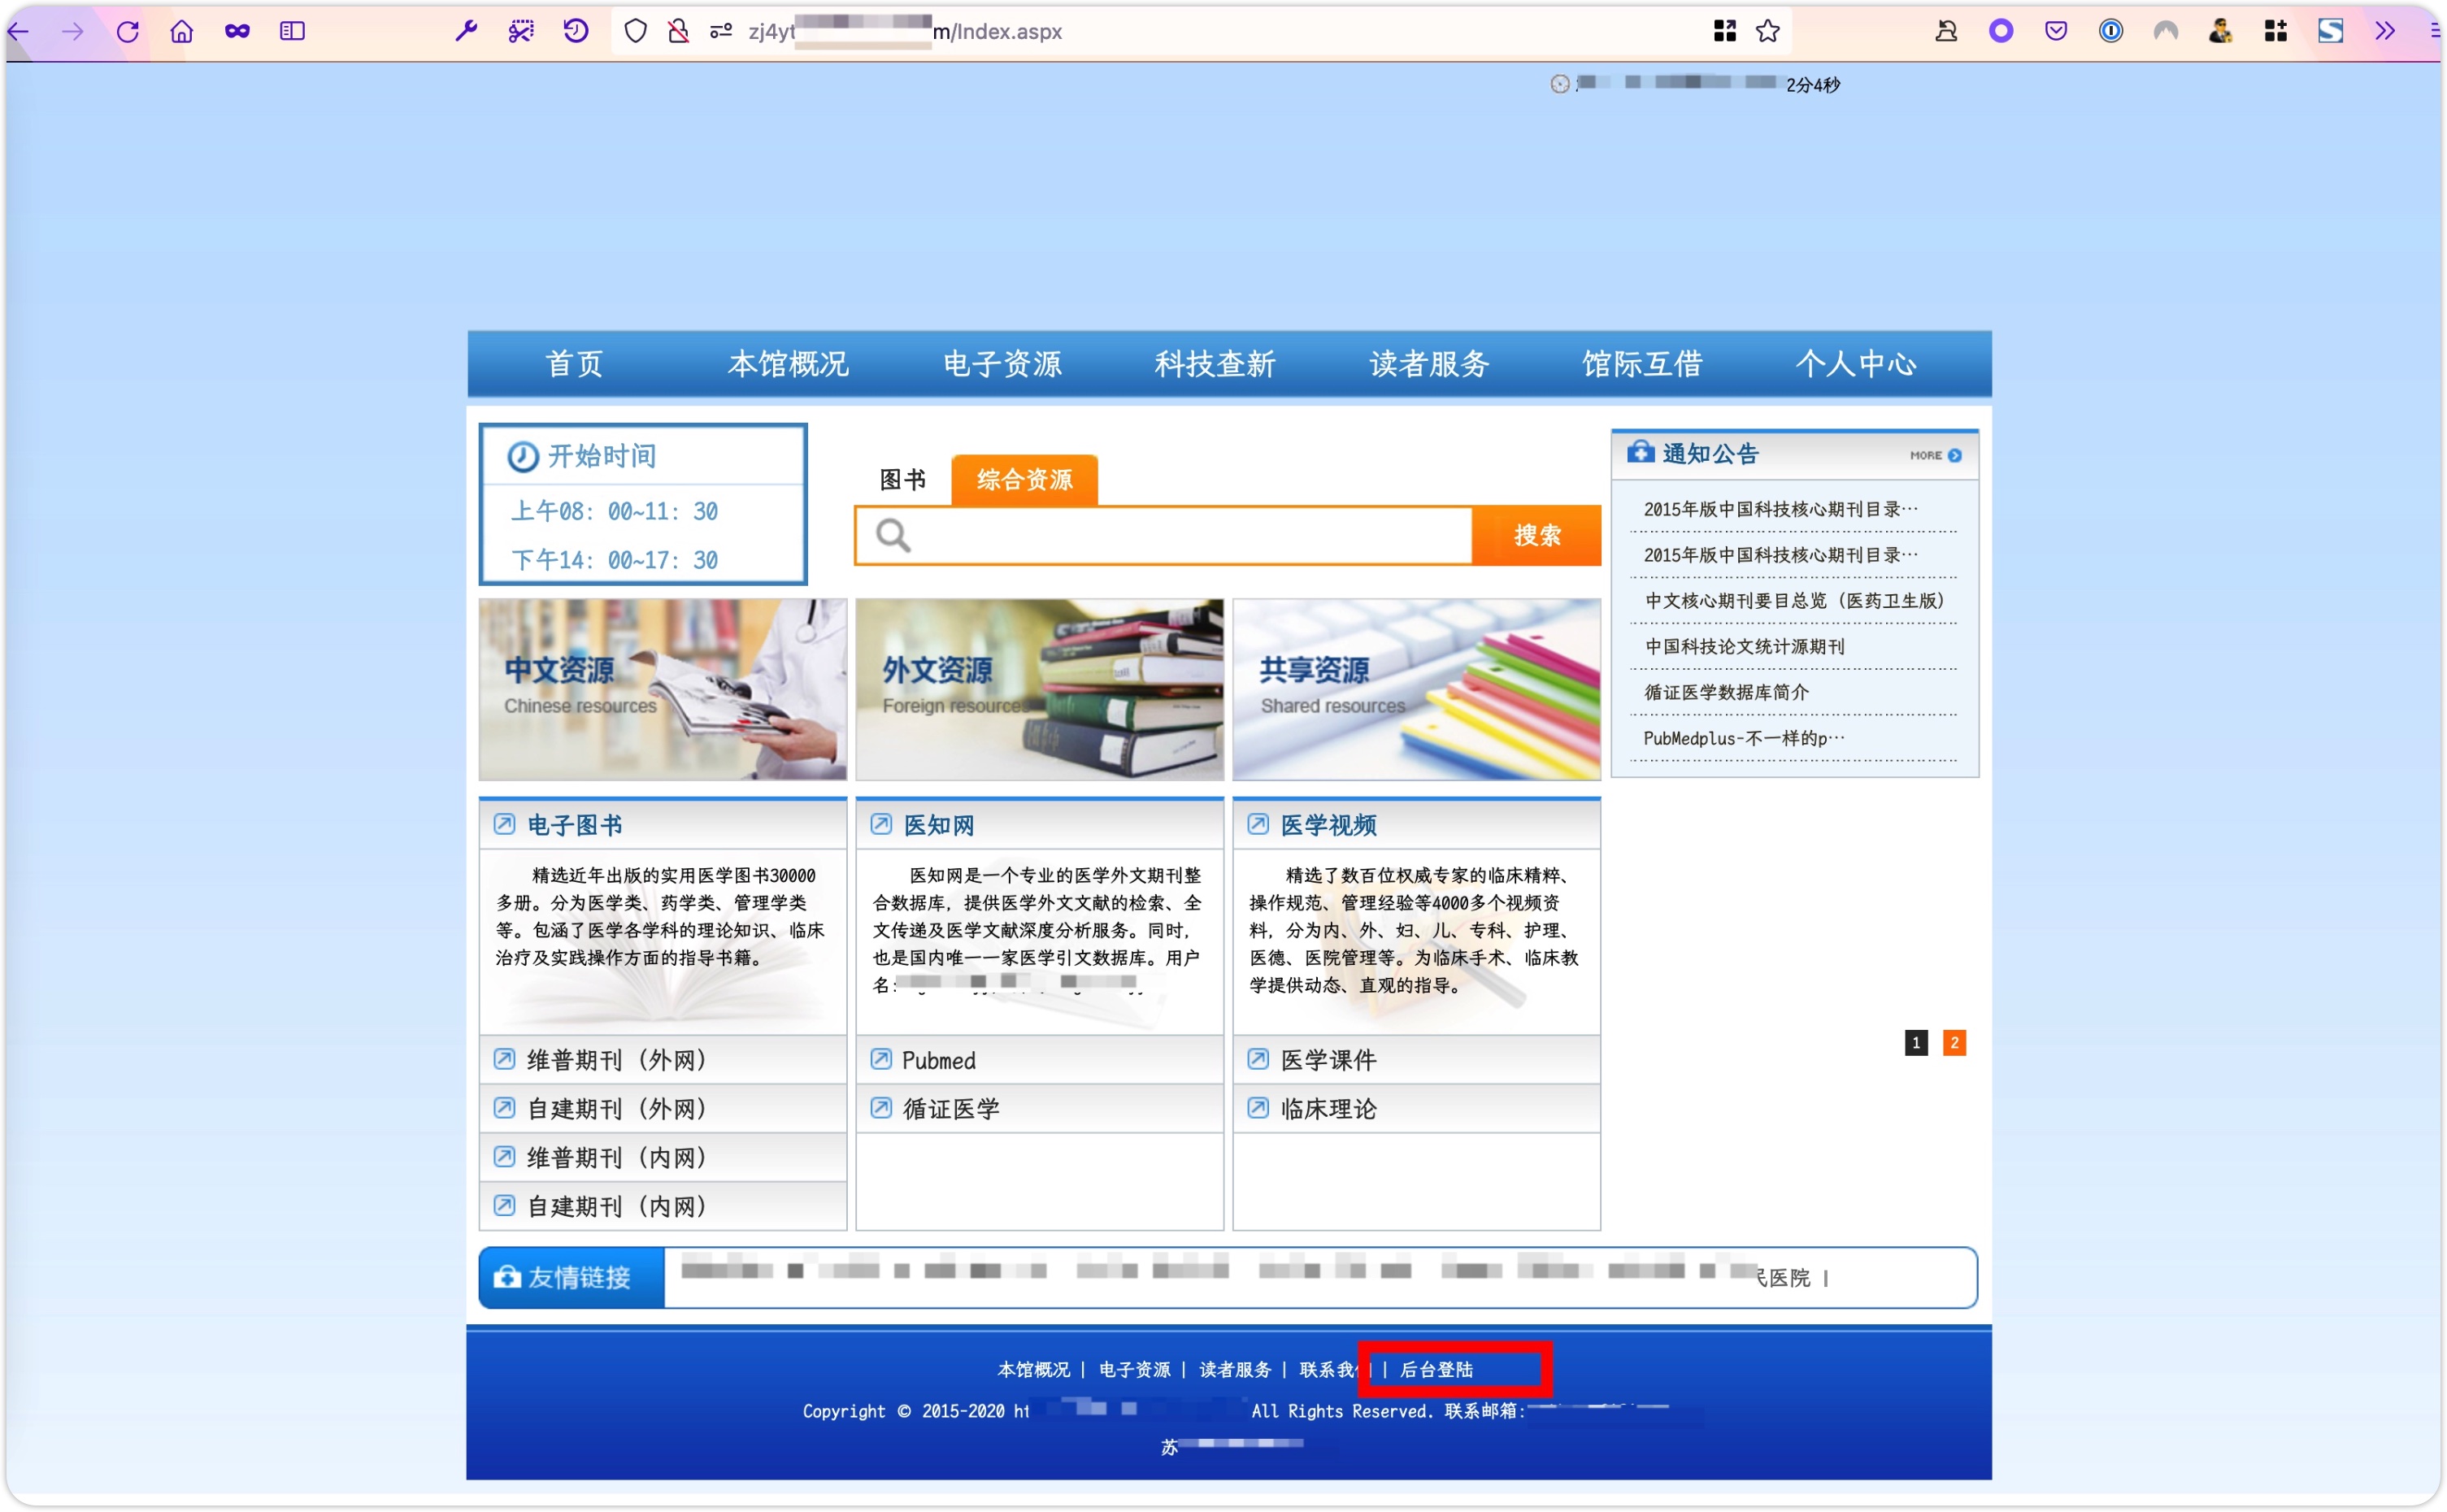 zj4yt m/Index.aspx
2分4秒
首页 本馆概况 电子资源 科技查新 读者服务 馆际互借 个人中心
开始时间
上午08: 00~11: 30
下午14: 00~17: 30
图书 综合资源
搜索
通知公告 MORE
2015年版中国科技核心期刊目录…
2015年版中国科技核心期刊目录…
中文核心期刊要目总览（医药卫生版）
中国科技论文统计源期刊
循证医学数据库简介
PubMedplus-不一样的p…
中文资源
Chinese resources
外文资源
Foreign resources
共享资源
Shared resources
电子图书
精选近年出版的实用医学图书30000
多册。分为医学类、药学类、管理学类
等。包涵了医学各学科的理论知识、临床
治疗及实践操作方面的指导书籍。
维普期刊（外网）
自建期刊（外网）
维普期刊（内网）
自建期刊（内网）
医知网
医知网是一个专业的医学外文期刊整
合数据库，提供医学外文文献的检索、全
文传递及医学文献深度分析服务。同时，
也是国内唯一一家医学引文数据库。用户
名:
Pubmed
循证医学
医学视频
精选了数百位权威专家的临床精粹、
操作规范、管理经验等4000多个视频资
料，分为内、外、妇、儿、专科、护理、
医德、医院管理等。为临床手术、临床教
学提供动态、直观的指导。
医学课件
临床理论
1 2
友情链接 民医院 |
本馆概况 | 电子资源 | 读者服务 | 联系我们 | 后台登陆
Copyright © 2015-2020 ht All Rights Reserved. 联系邮箱:
苏